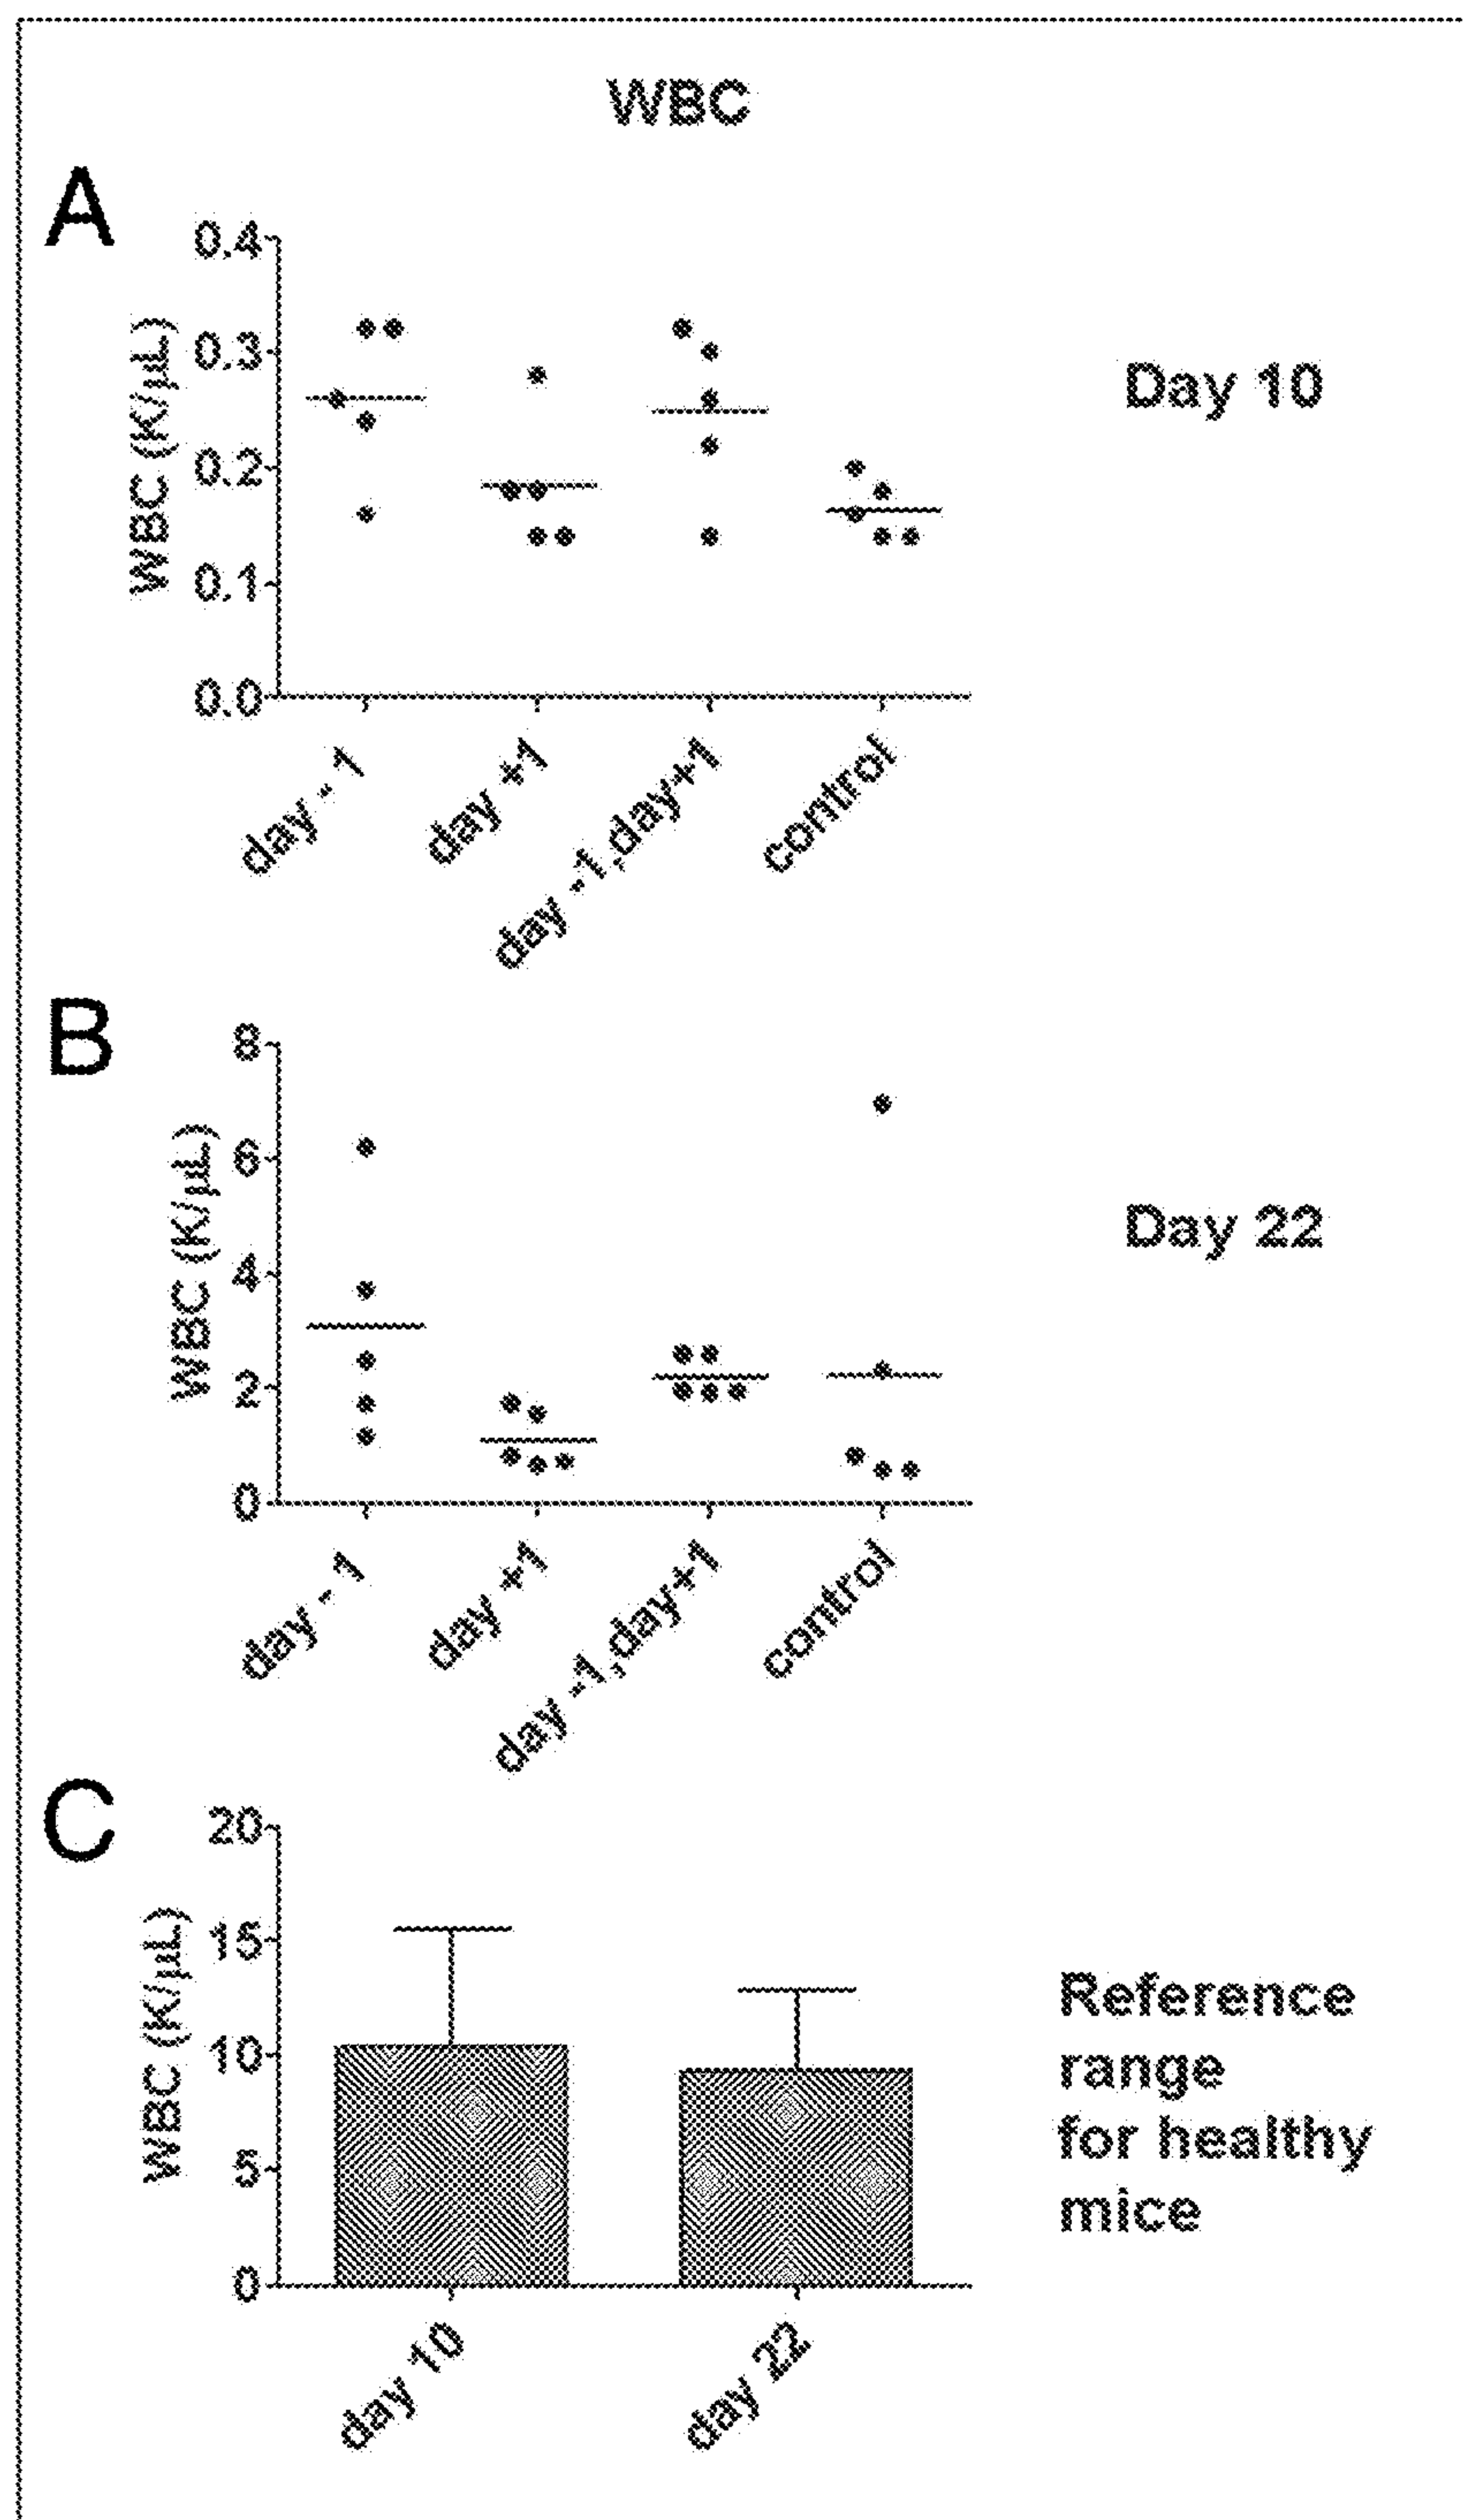 WBC
A
WBC (K/μL)
0.4
0.3
0.2
0.1
0.0
day - 1
day +1
day -1,day+1
control
Day 10
B
WBC (K/μL)
8
6
4
2
0
day - 1
day +1
day -1,day+1
control
Day 22
C
WBC (K/μL)
20
15
10
5
0
day 10
day 22
Reference
range
for healthy
mice